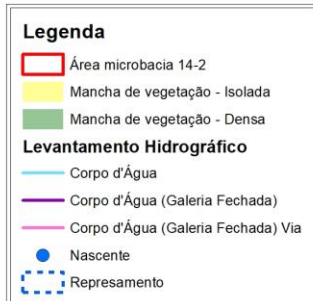 Legenda
Área microbacia 14-2
Mancha de vegetação - Isolada
Mancha de vegetação - Densa
Levantamento Hidrográfico
Corpo d'Água
Corpo d'Água (Galeria Fechada)
Corpo d'Água (Galeria Fechada) Via
Nascente
Represamento